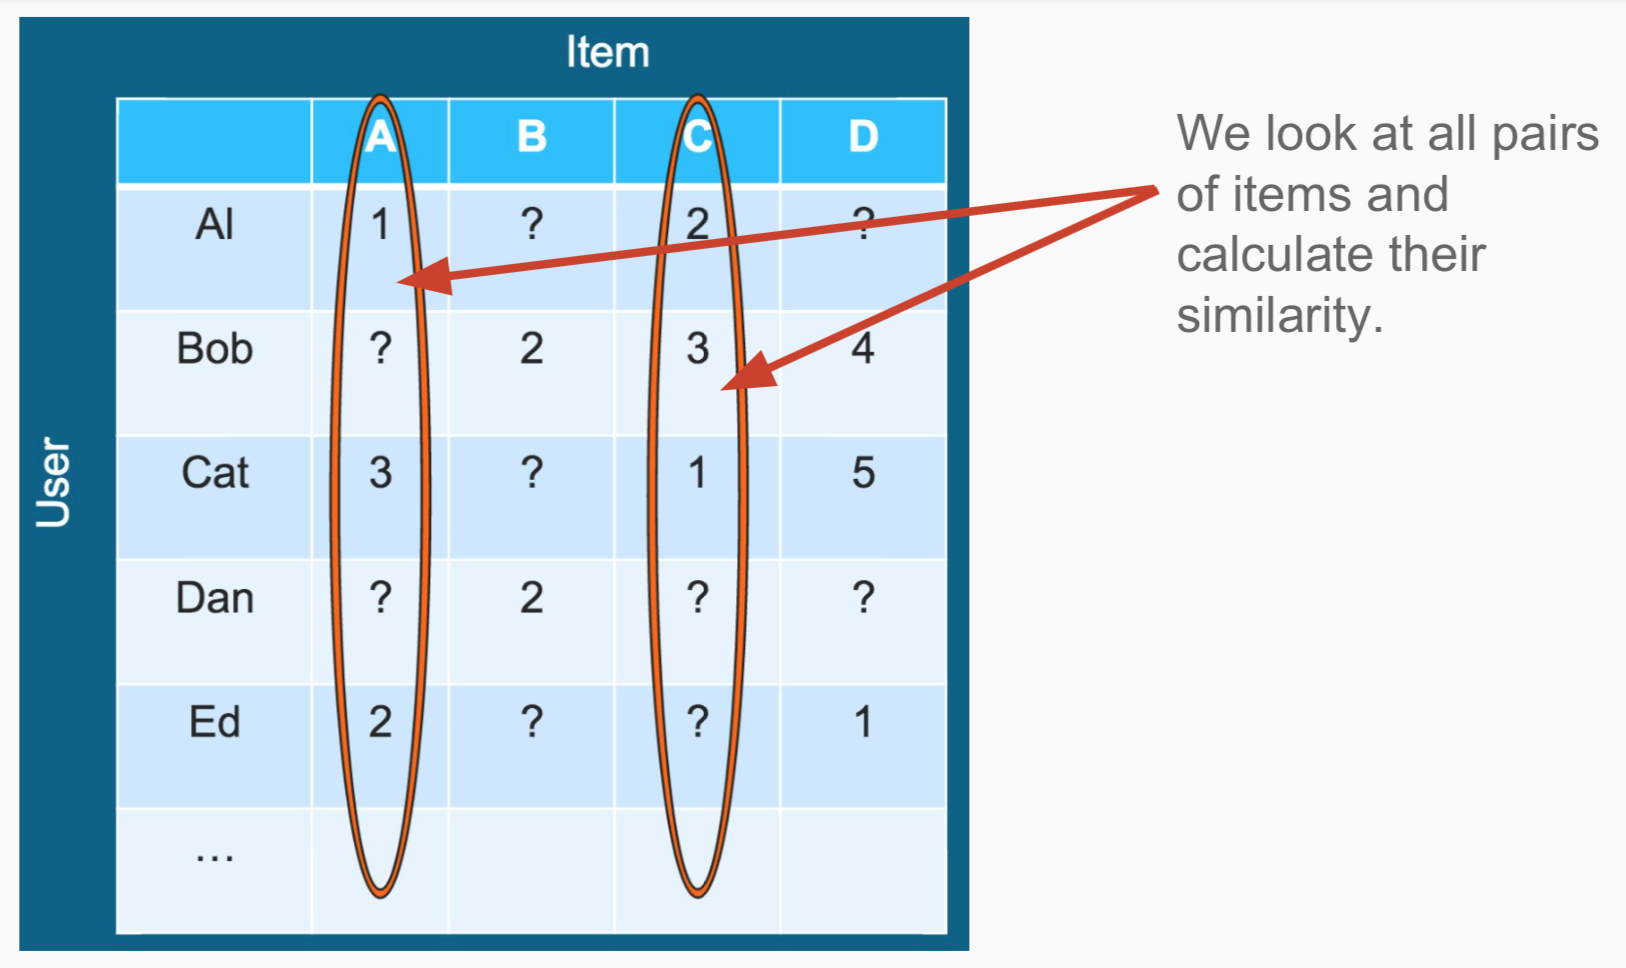 Item
A B C D
Al 1 ? 2 ?
Bob ? 2 3 4
Cat 3 ? 1 5
Dan ? 2 ? ?
Ed 2 ? ? 1
...
User
We look at all pairs
of items and
calculate their
similarity.